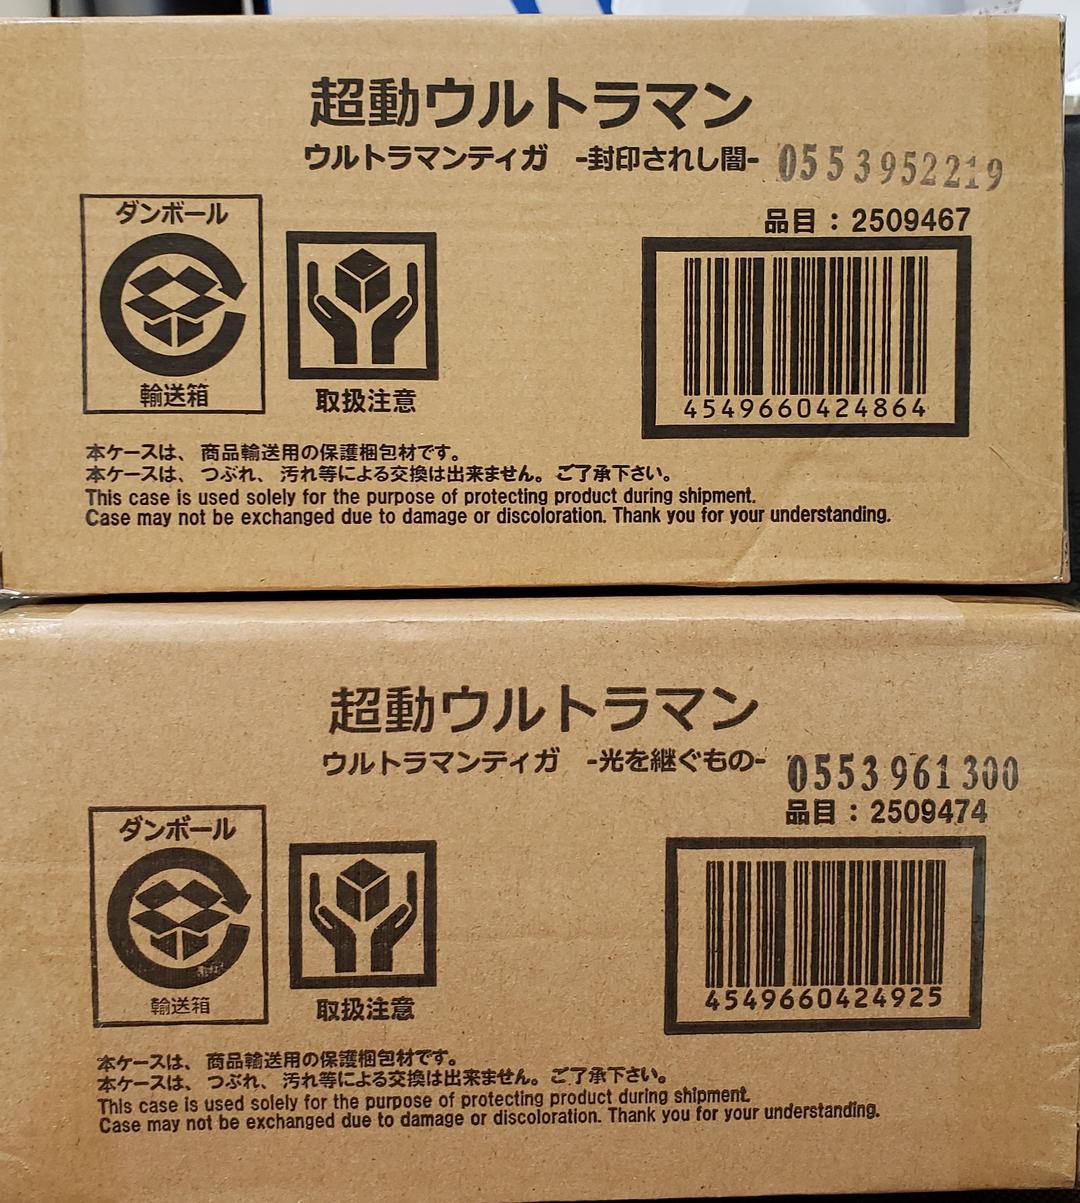 超動ウルトラマン
ウルトラマンティガ -封印されし闇- 0553952219
品目：2509467
ダンボール
輸送箱
取扱注意
4549660424864
本ケースは、商品輸送用の保護梱包材です。
本ケースは、つぶれ、汚れ等による交換は出来ません。ご了承下さい。
This case is used solely for the purpose of protecting product during shipment.
Case may not be exchanged due to damage or discoloration. Thank you for your understanding.
超動ウルトラマン
ウルトラマンティガ -光を継ぐもの- 0553961300
品目：2509474
ダンボール
輸送箱
取扱注意
4549660424925
本ケースは、商品輸送用の保護梱包材です。
本ケースは、つぶれ、汚れ等による交換は出来ません。ご了承下さい。
This case is used solely for the purpose of protecting product during shipment.
Case may not be exchanged due to damage or discoloration. Thank you for your understanding.